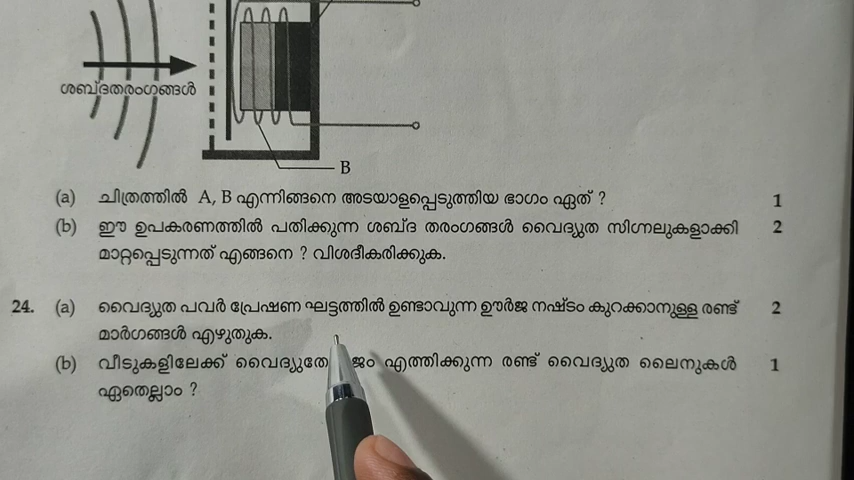 ശബ്ദതരംഗങ്ങൾ
B
(a) ചിത്രത്തിൽ A, B എന്നിങ്ങനെ അടയാളപ്പെടുത്തിയ ഭാഗം ഏത് ? 1
(b) ഈ ഉപകരണത്തിൽ പതിക്കുന്ന ശബ്ദ തരംഗങ്ങൾ വൈദ്യുത സിഗ്നലുകളാക്കി 2
മാറ്റപ്പെടുന്നത് എങ്ങനെ ? വിശദീകരിക്കുക.
24. (a) വൈദ്യുത പവർ പ്രേഷണ ഘട്ടത്തിൽ ഉണ്ടാവുന്ന ഊർജ നഷ്ടം കുറക്കാനുള്ള രണ്ട് 2
മാർഗങ്ങൾ എഴുതുക.
(b) വീടുകളിലേക്ക് എത്തിക്കുന്ന രണ്ട് വൈദ്യുത ലൈനുകൾ 1
ഏതെല്ലാം ?